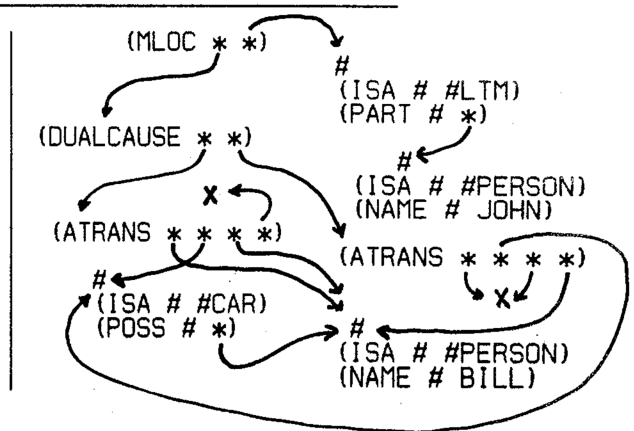 (MLOC * *)
#
(ISA # #LTM)
(PART # *)
(DUALCAUSE * *)
#
(ISA # #PERSON)
(NAME # JOHN)
X
(ATRANS * * * *)
(ATRANS * * * *)
X
#
(ISA # #CAR)
(POSS # *)
#
(ISA # #PERSON)
(NAME # BILL)